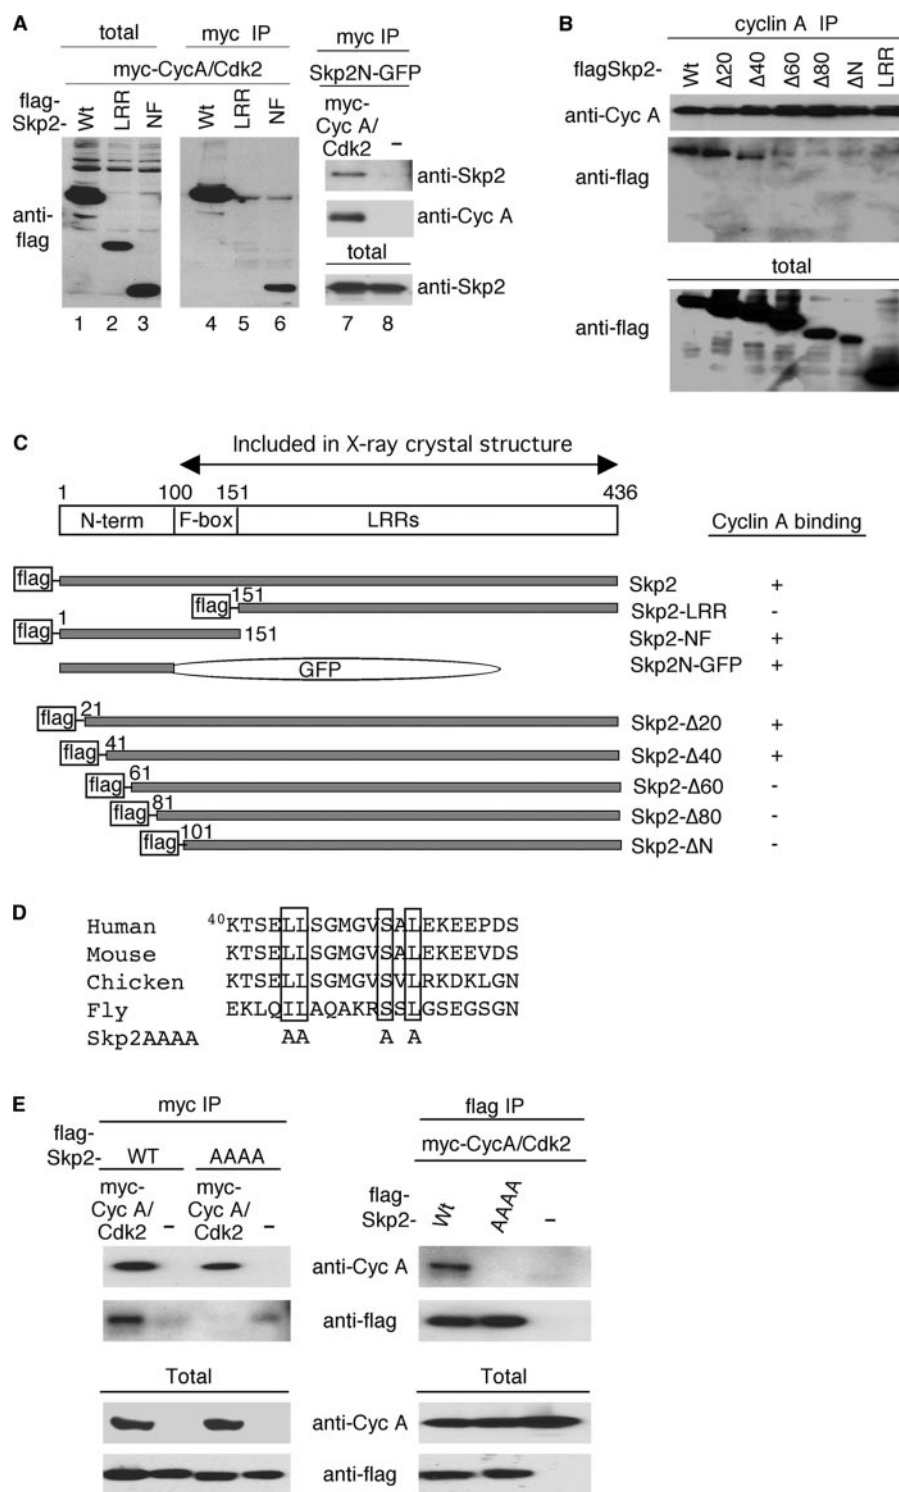 A
total
myc IP
myc IP
myc-CycA/Cdk2
Skp2N-GFP
flag-
Skp2-
Wt
LRR
NF
Wt
LRR
NF
myc-
Cyc A/
Cdk2
–
anti-
flag
anti-Skp2
anti-Cyc A
total
anti-Skp2
1 2 3 4 5 6 7 8
B
cyclin A IP
flagSkp2-
Wt
Δ20
Δ40
Δ60
Δ80
ΔN
LRR
anti-Cyc A
anti-flag
total
anti-flag
C
Included in X-ray crystal structure
1 100 151 436
N-term F-box LRRs
Cyclin A binding
flag Skp2 +
flag 151 Skp2-LRR -
flag 1 151 Skp2-NF +
GFP Skp2N-GFP +
flag 21 Skp2-Δ20 +
flag 41 Skp2-Δ40 +
flag 61 Skp2-Δ60 -
flag 81 Skp2-Δ80 -
flag 101 Skp2-ΔN -
D
Human 40KTSELLSGMGVSALEKEEPDS
Mouse KTSELLSGMGVSALEKEEVDS
Chicken KTSELLSGMGVSVLRKDKLGN
Fly EKLQIILAQAKRSSLGSEGSGN
Skp2AAAA AA A A
E
myc IP
flag-
Skp2-
WT
AAAA
myc-
Cyc A/
Cdk2
–
myc-
Cyc A/
Cdk2
–
flag IP
myc-CycA/Cdk2
flag-
Skp2-
Wt
AAAA
–
anti-Cyc A
anti-flag
Total
Total
anti-Cyc A
anti-flag